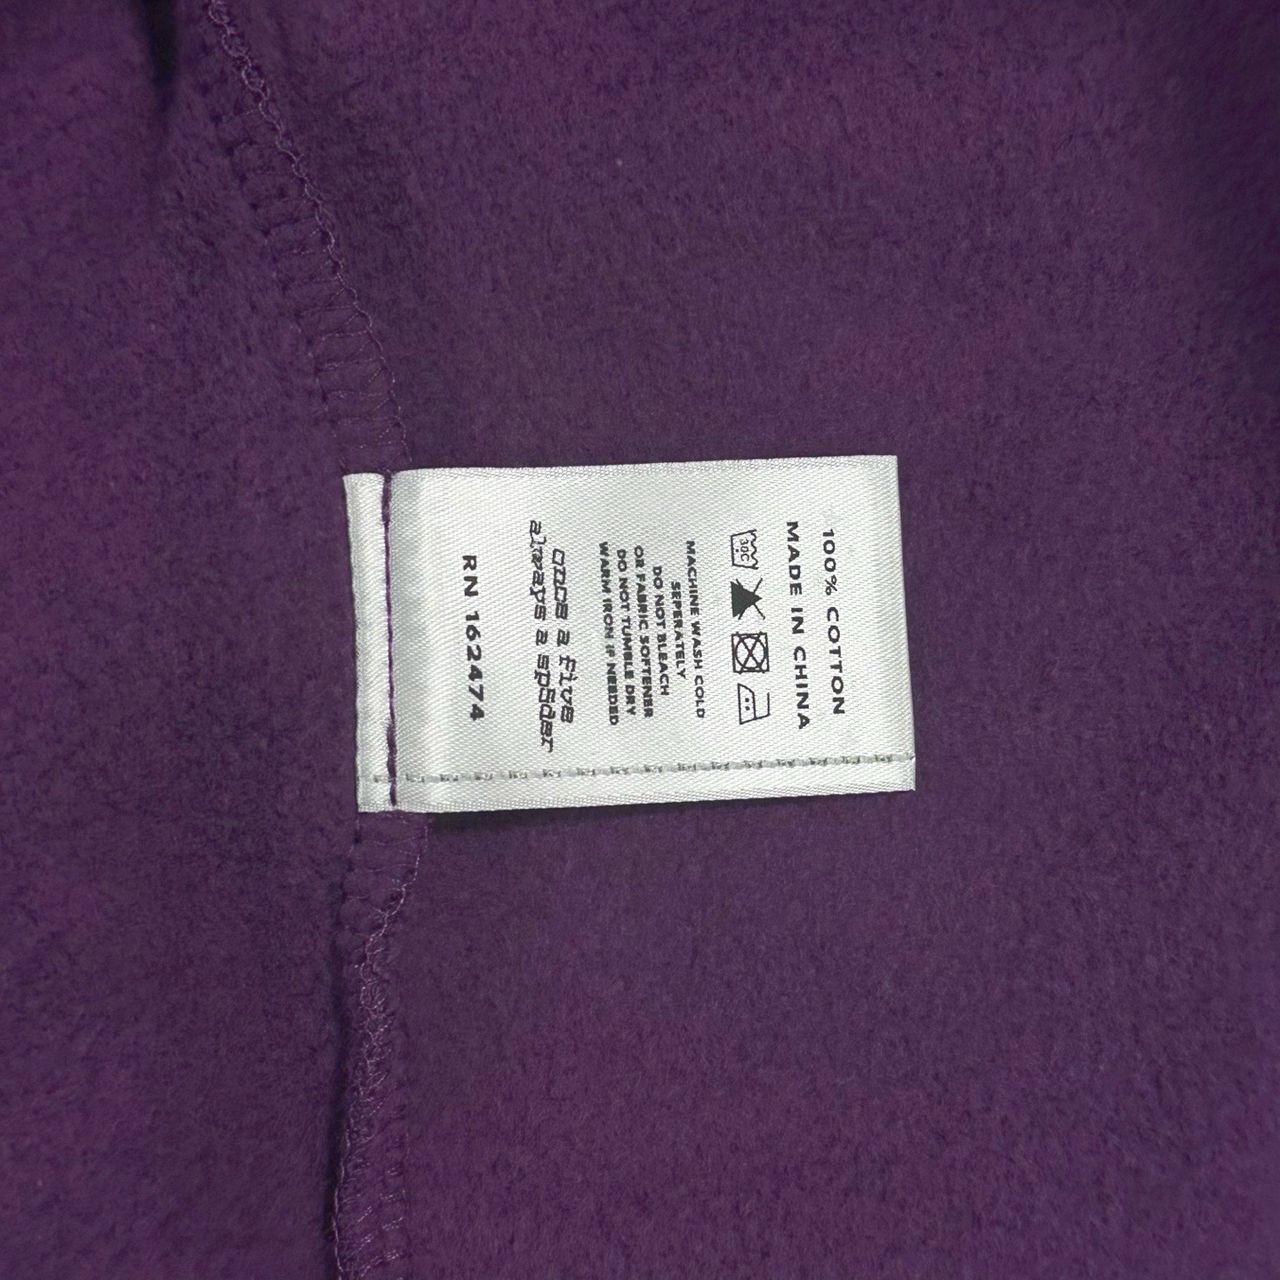 100% COTTON
MADE IN CHINA
30C
MACHINE WASH COLD
SEPERATELY
DO NOT BLEACH
OR FABRIC SOFTENER
DO NOT TUMBLE DRY
WARM IRON IF NEEDED
once a five
always a sp5der
RN 162474